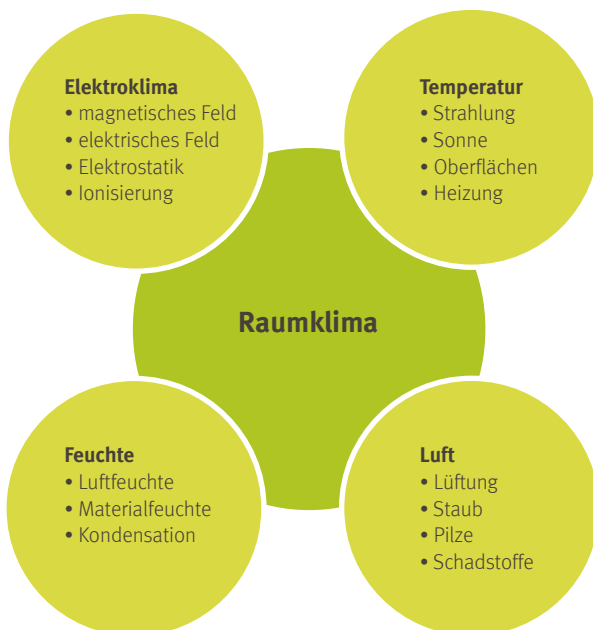 Elektroklima
• magnetisches Feld
• elektrisches Feld
• Elektrostatik
• Ionisierung
Temperatur
• Strahlung
• Sonne
• Oberflächen
• Heizung
Raumklima
Feuchte
• Luftfeuchte
• Materialfeuchte
• Kondensation
Luft
• Lüftung
• Staub
• Pilze
• Schadstoffe